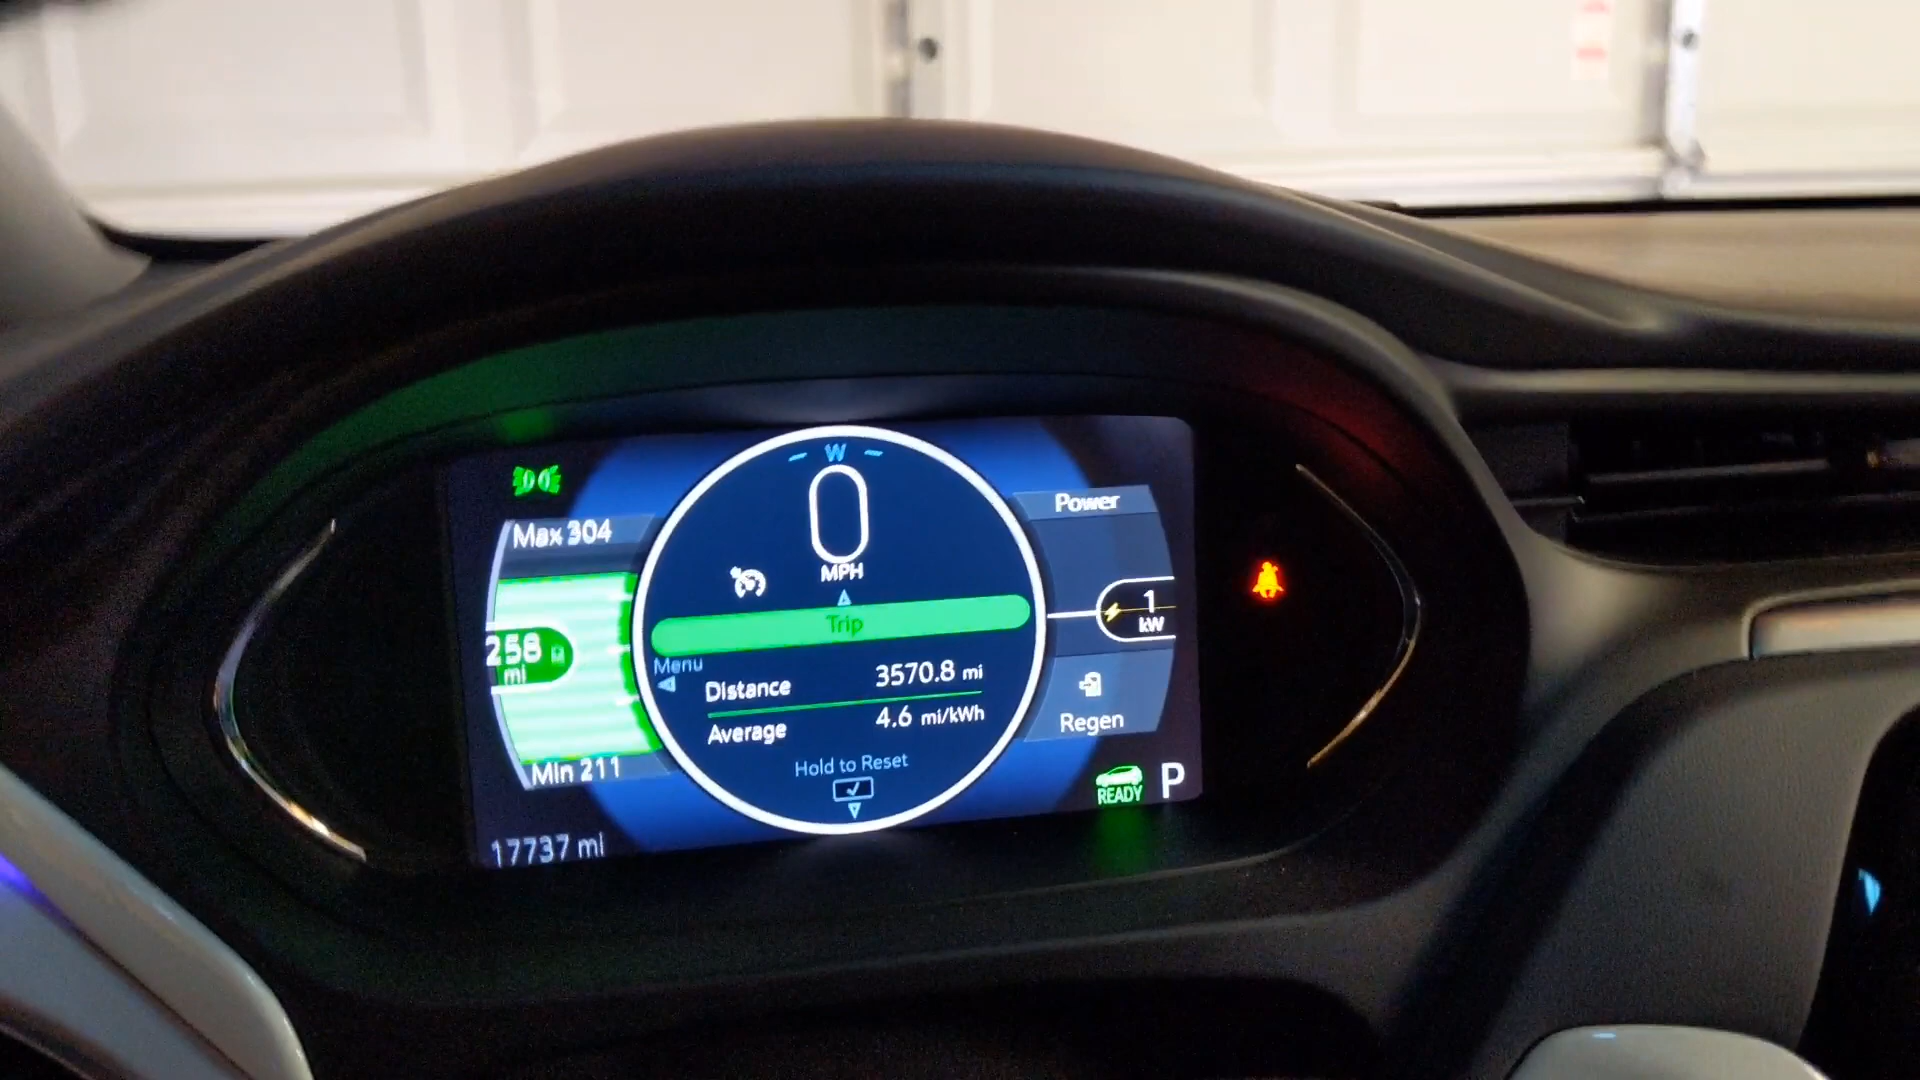 W
Max 304
Power
0
MPH
1
kW
Trip
258
mi
Menu
Distance 3570.8 mi
Average 4.6 mi/kWh
Regen
Hold to Reset
Min 211
READY P
17737 mi